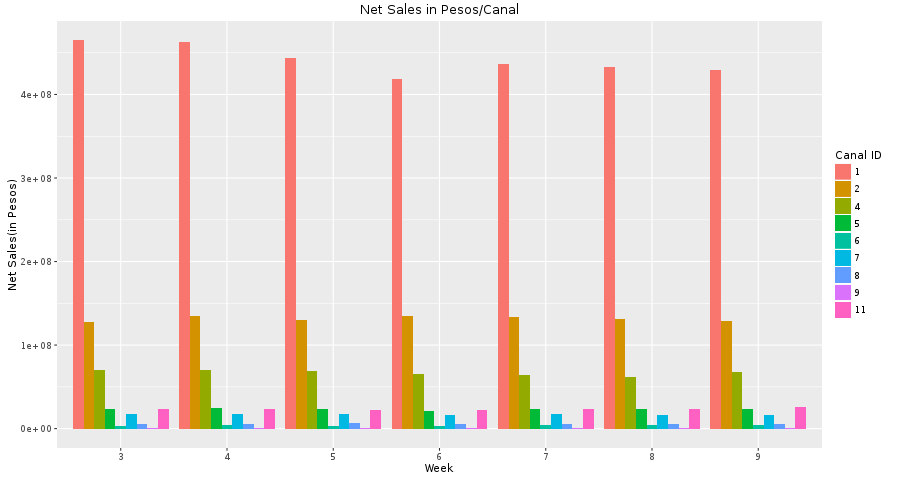 Net Sales in Pesos/Canal
Net Sales(in Pesos)
4e+08
3e+08
2e+08
1e+08
0e+00
3 4 5 6 7 8 9
Week
Canal ID
1
2
4
5
6
7
8
9
11